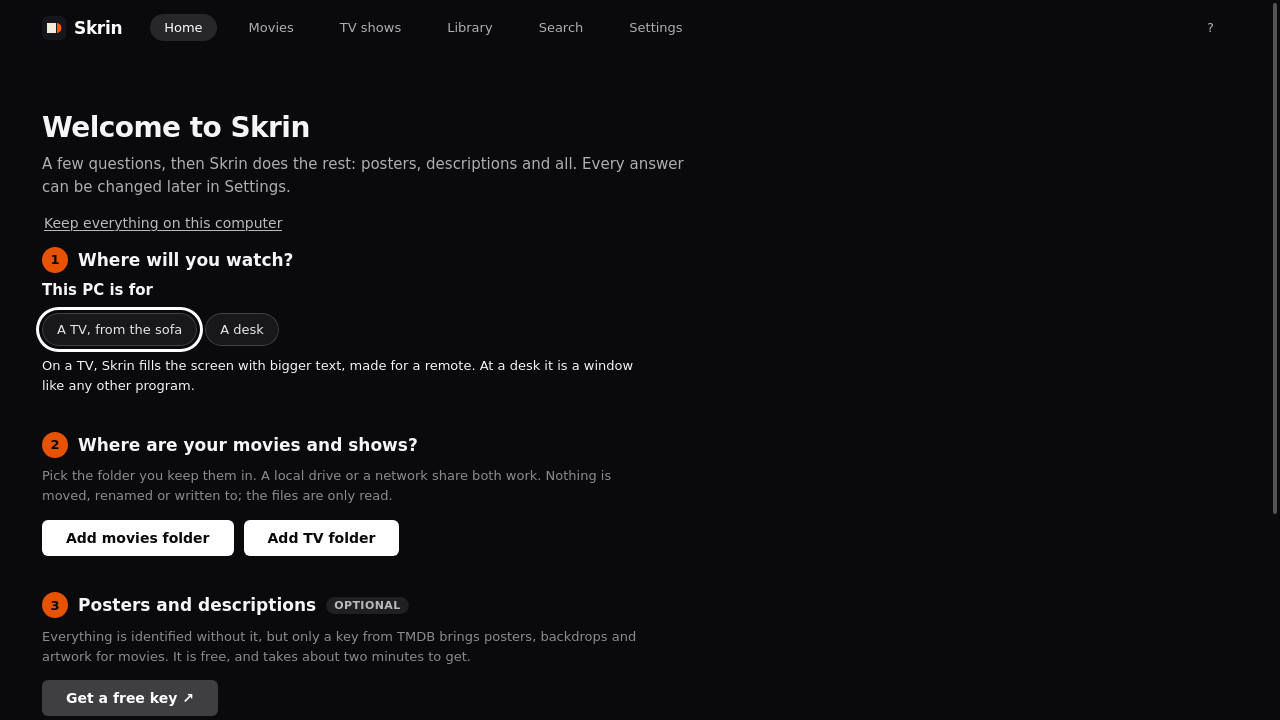 Skrin
Home
Movies
TV shows
Library
Search
Settings
?
Welcome to Skrin
A few questions, then Skrin does the rest: posters, descriptions and all. Every answer
can be changed later in Settings.
Keep everything on this computer
1 Where will you watch?
This PC is for
A TV, from the sofa
A desk
On a TV, Skrin fills the screen with bigger text, made for a remote. At a desk it is a window
like any other program.
2 Where are your movies and shows?
Pick the folder you keep them in. A local drive or a network share both work. Nothing is
moved, renamed or written to; the files are only read.
Add movies folder
Add TV folder
3 Posters and descriptions OPTIONAL
Everything is identified without it, but only a key from TMDB brings posters, backdrops and
artwork for movies. It is free, and takes about two minutes to get.
Get a free key ↗